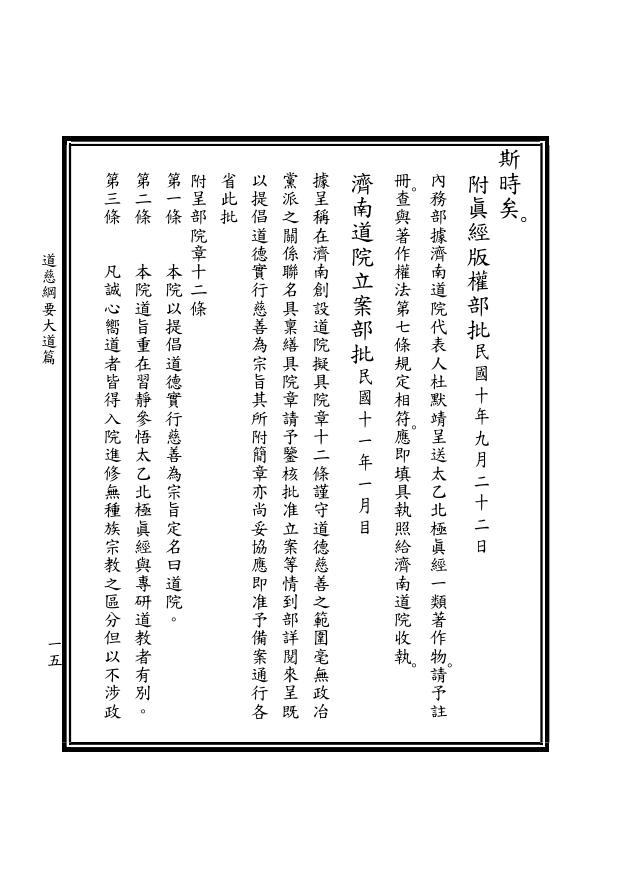 斯時矣。
附眞經版權部批民國十年九月二十二日
內務部據濟南道院代表人杜默靖呈送太乙北極眞經一類著作物。請予註
冊。查與著作權法第七條規定相符。應即填具執照給濟南道院收執。
濟南道院立案部批民國十一年一月目
據呈稱在濟南創設道院擬具院章十二條謹守道德慈善之範圍毫無政冶
黨派之關係聯名具稟繕具院章請予鑒核批准立案等情到部詳閱來呈既
以提倡道德實行慈善為宗旨其所附簡章亦尚妥協應即准予備案通行各
省此批
附呈部院章十二條
第一條 本院以提倡道德實行慈善為宗旨定名曰道院。
第二條 本院道旨重在習靜參悟太乙北極眞經與專研道教者有別。
第三條 凡誠心嚮道者皆得入院進修無種族宗教之區分但以不涉政
道慈綱要大道篇
一五